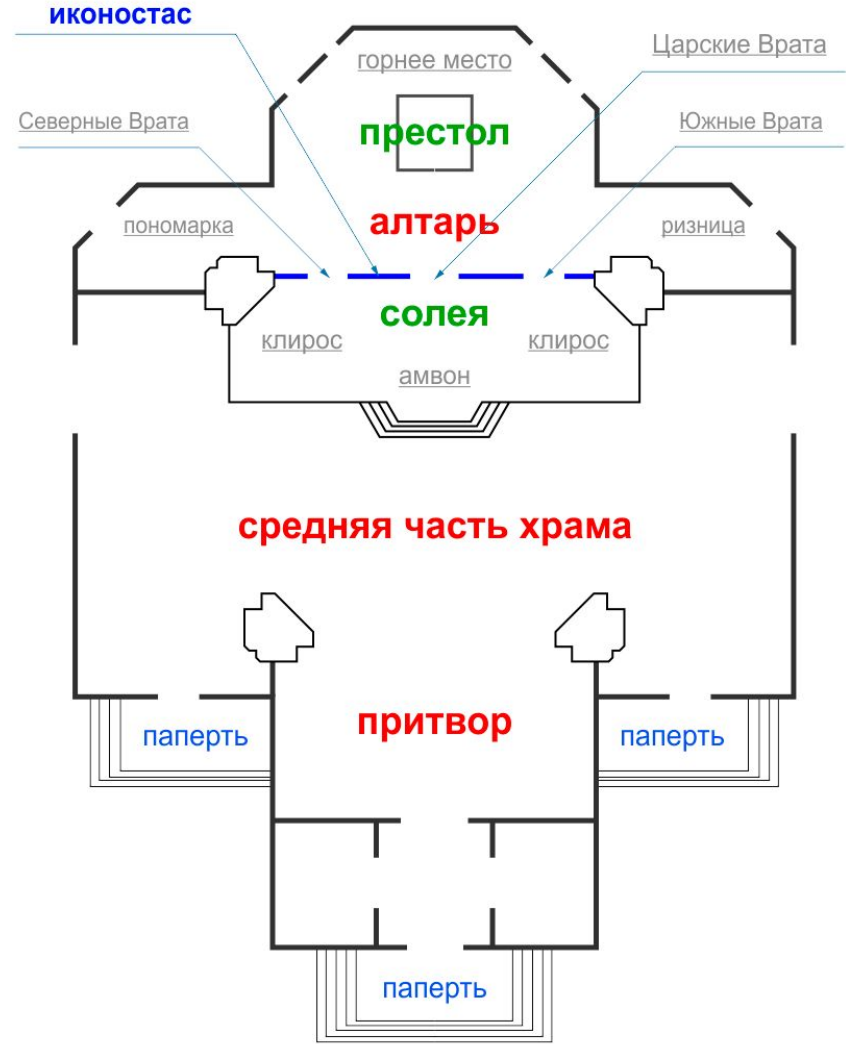 иконостас
Царские Врата
горнее место
Северные Врата
престол
Южные Врата
пономарка
алтарь
ризница
солея
клирос
клирос
амвон
средняя часть храма
притвор
паперть
паперть
паперть